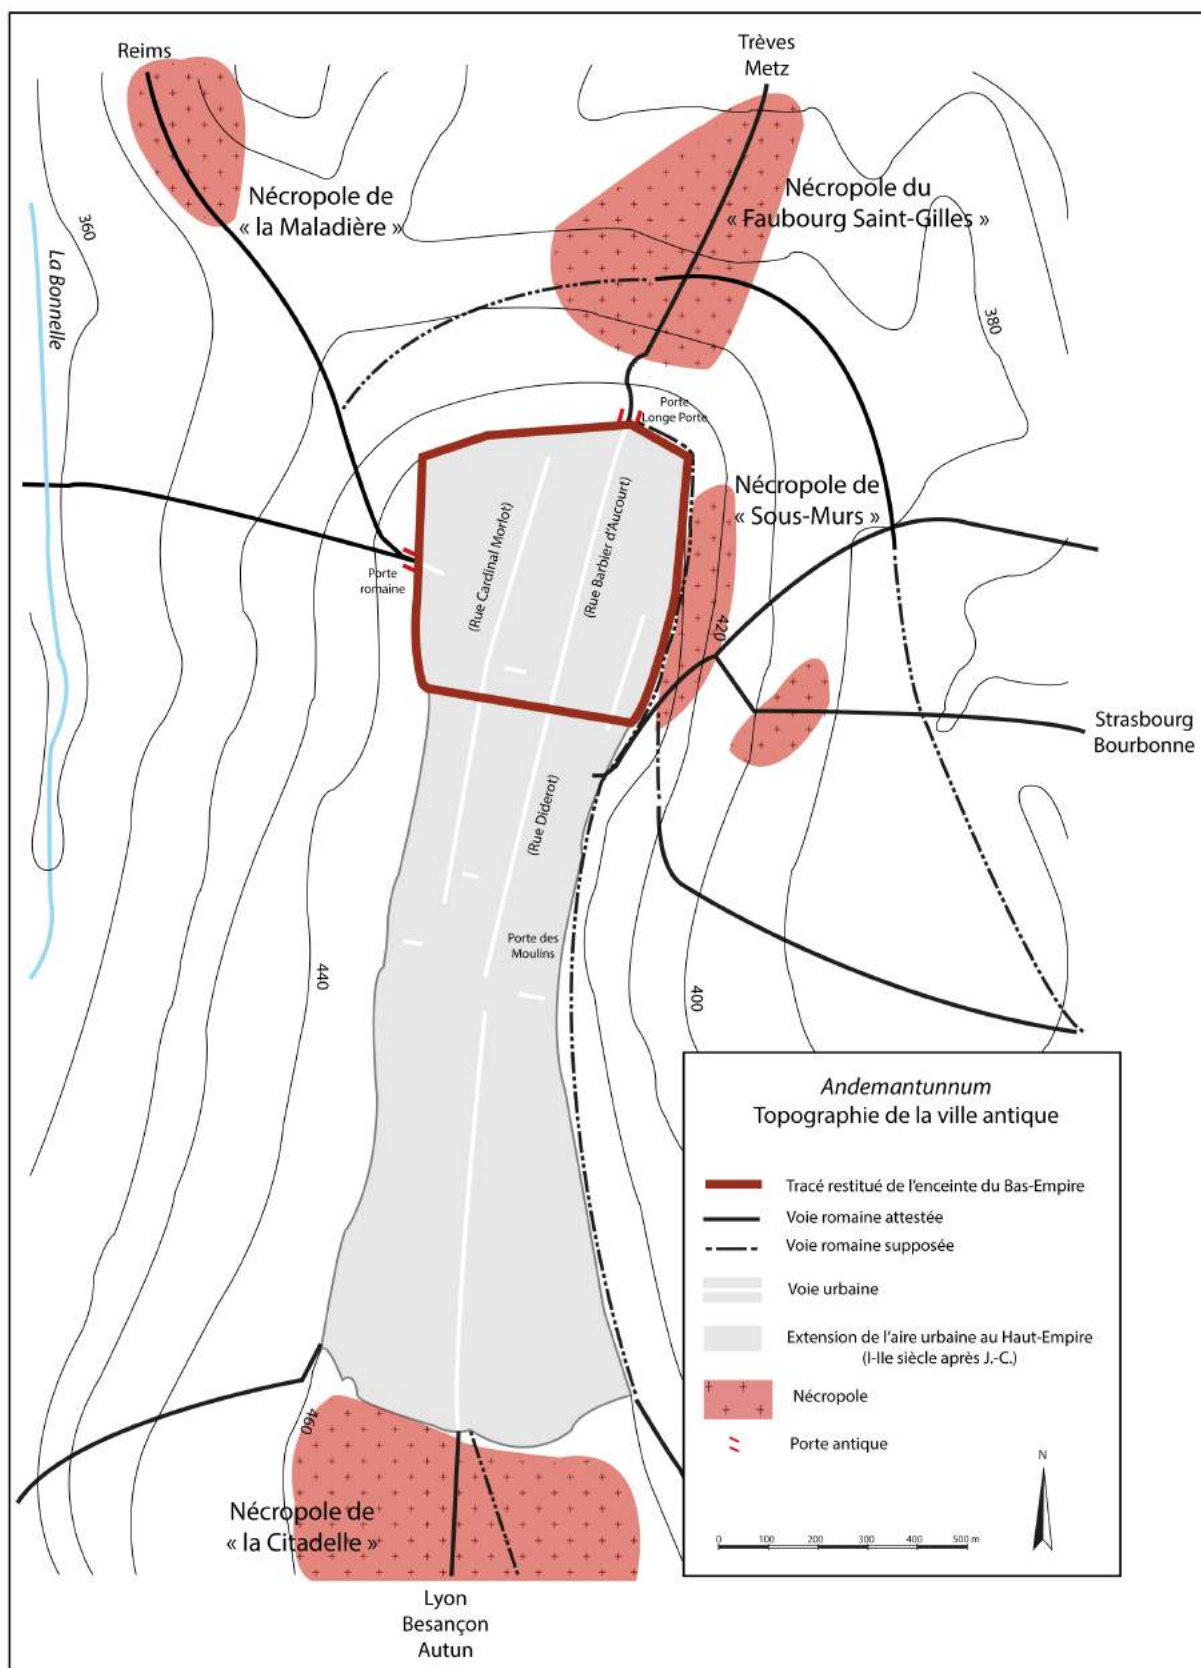 Reims
Trèves
Metz
Nécropole de
« la Maladière »
Nécropole du
« Faubourg Saint-Gilles »
360
La Bonnelle
380
Porte
Longe Porte
Nécropole de
« Sous-Murs »
(Rue Cardinal Morlot)
(Rue Barbier d'Aucourt)
Porte
romaine
420
Strasbourg
Bourbonne
(Rue Diderot)
Porte des
Moulins
440
400
Andemantunnum
Topographie de la ville antique
Tracé restitué de l'enceinte du Bas-Empire
Voie romaine attestée
Voie romaine supposée
Voie urbaine
Extension de l'aire urbaine au Haut-Empire
(I-IIe siècle après J.-C.)
Nécropole
Porte antique
N
0 100 200 300 400 500 m
460
Nécropole de
« la Citadelle »
Lyon
Besançon
Autun